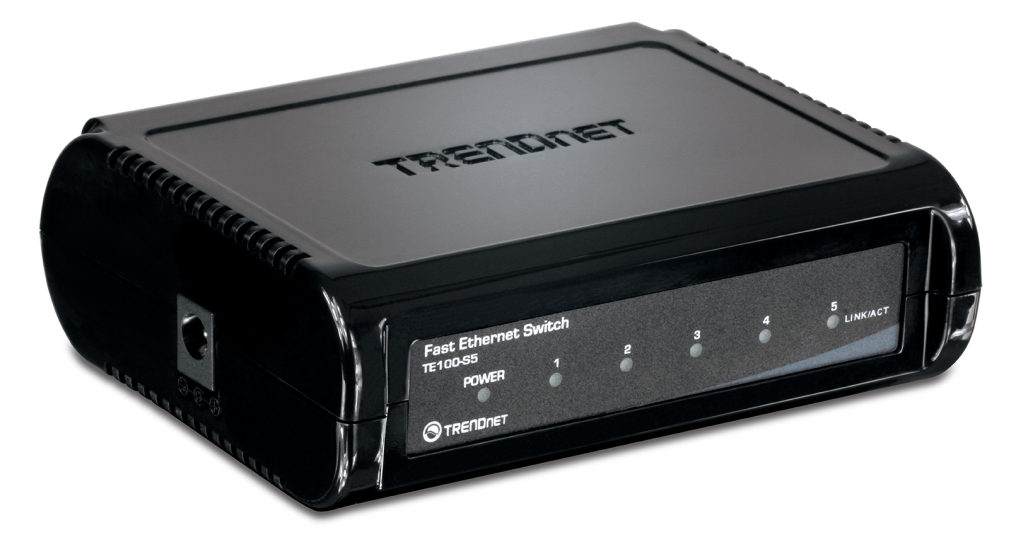 TRENDNET
Fast Ethernet Switch
TE100-S5
POWER 1 2 3 4 5 LINK/ACT
TRENDNET